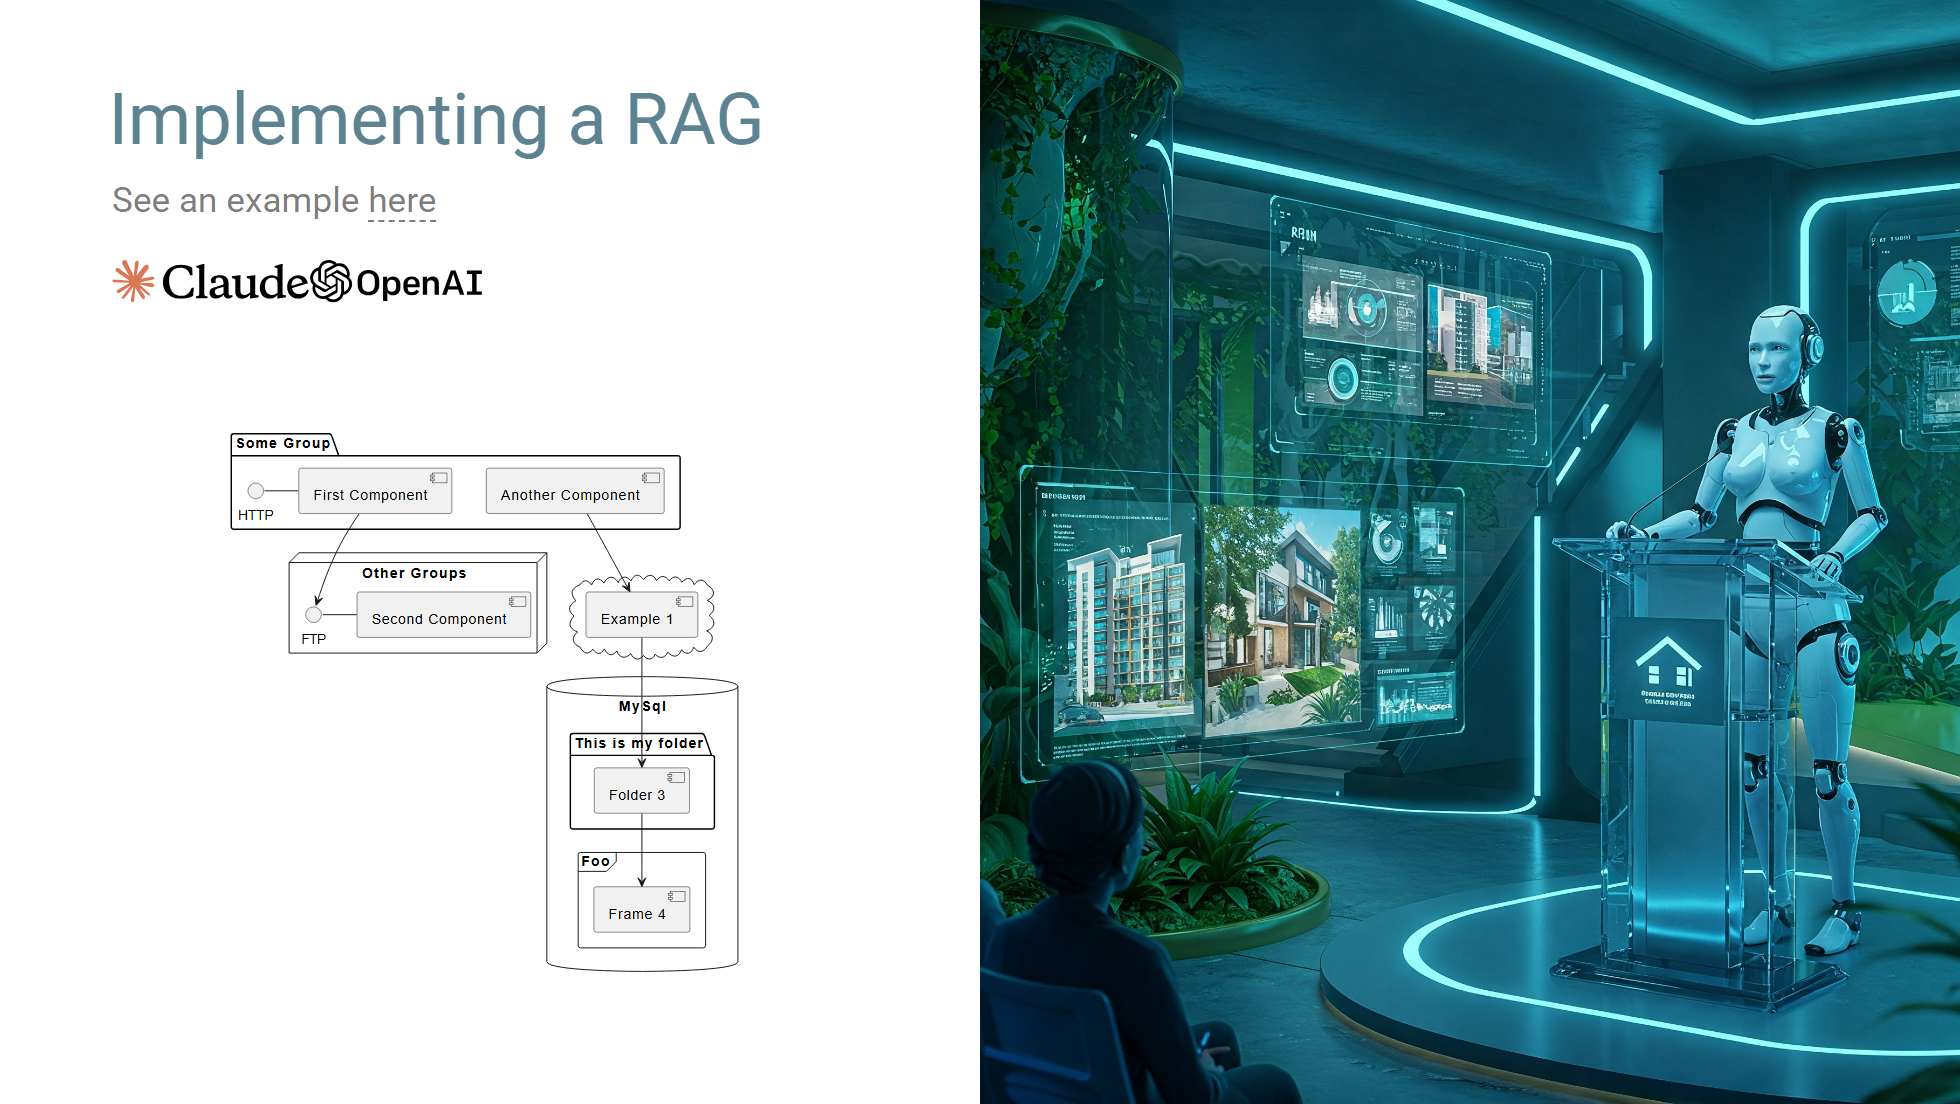 Implementing a RAG
See an example here
Claude OpenAI
Some Group
First Component
Another Component
HTTP
Other Groups
Second Component
FTP
Example 1
MySql
This is my folder
Folder 3
Foo
Frame 4